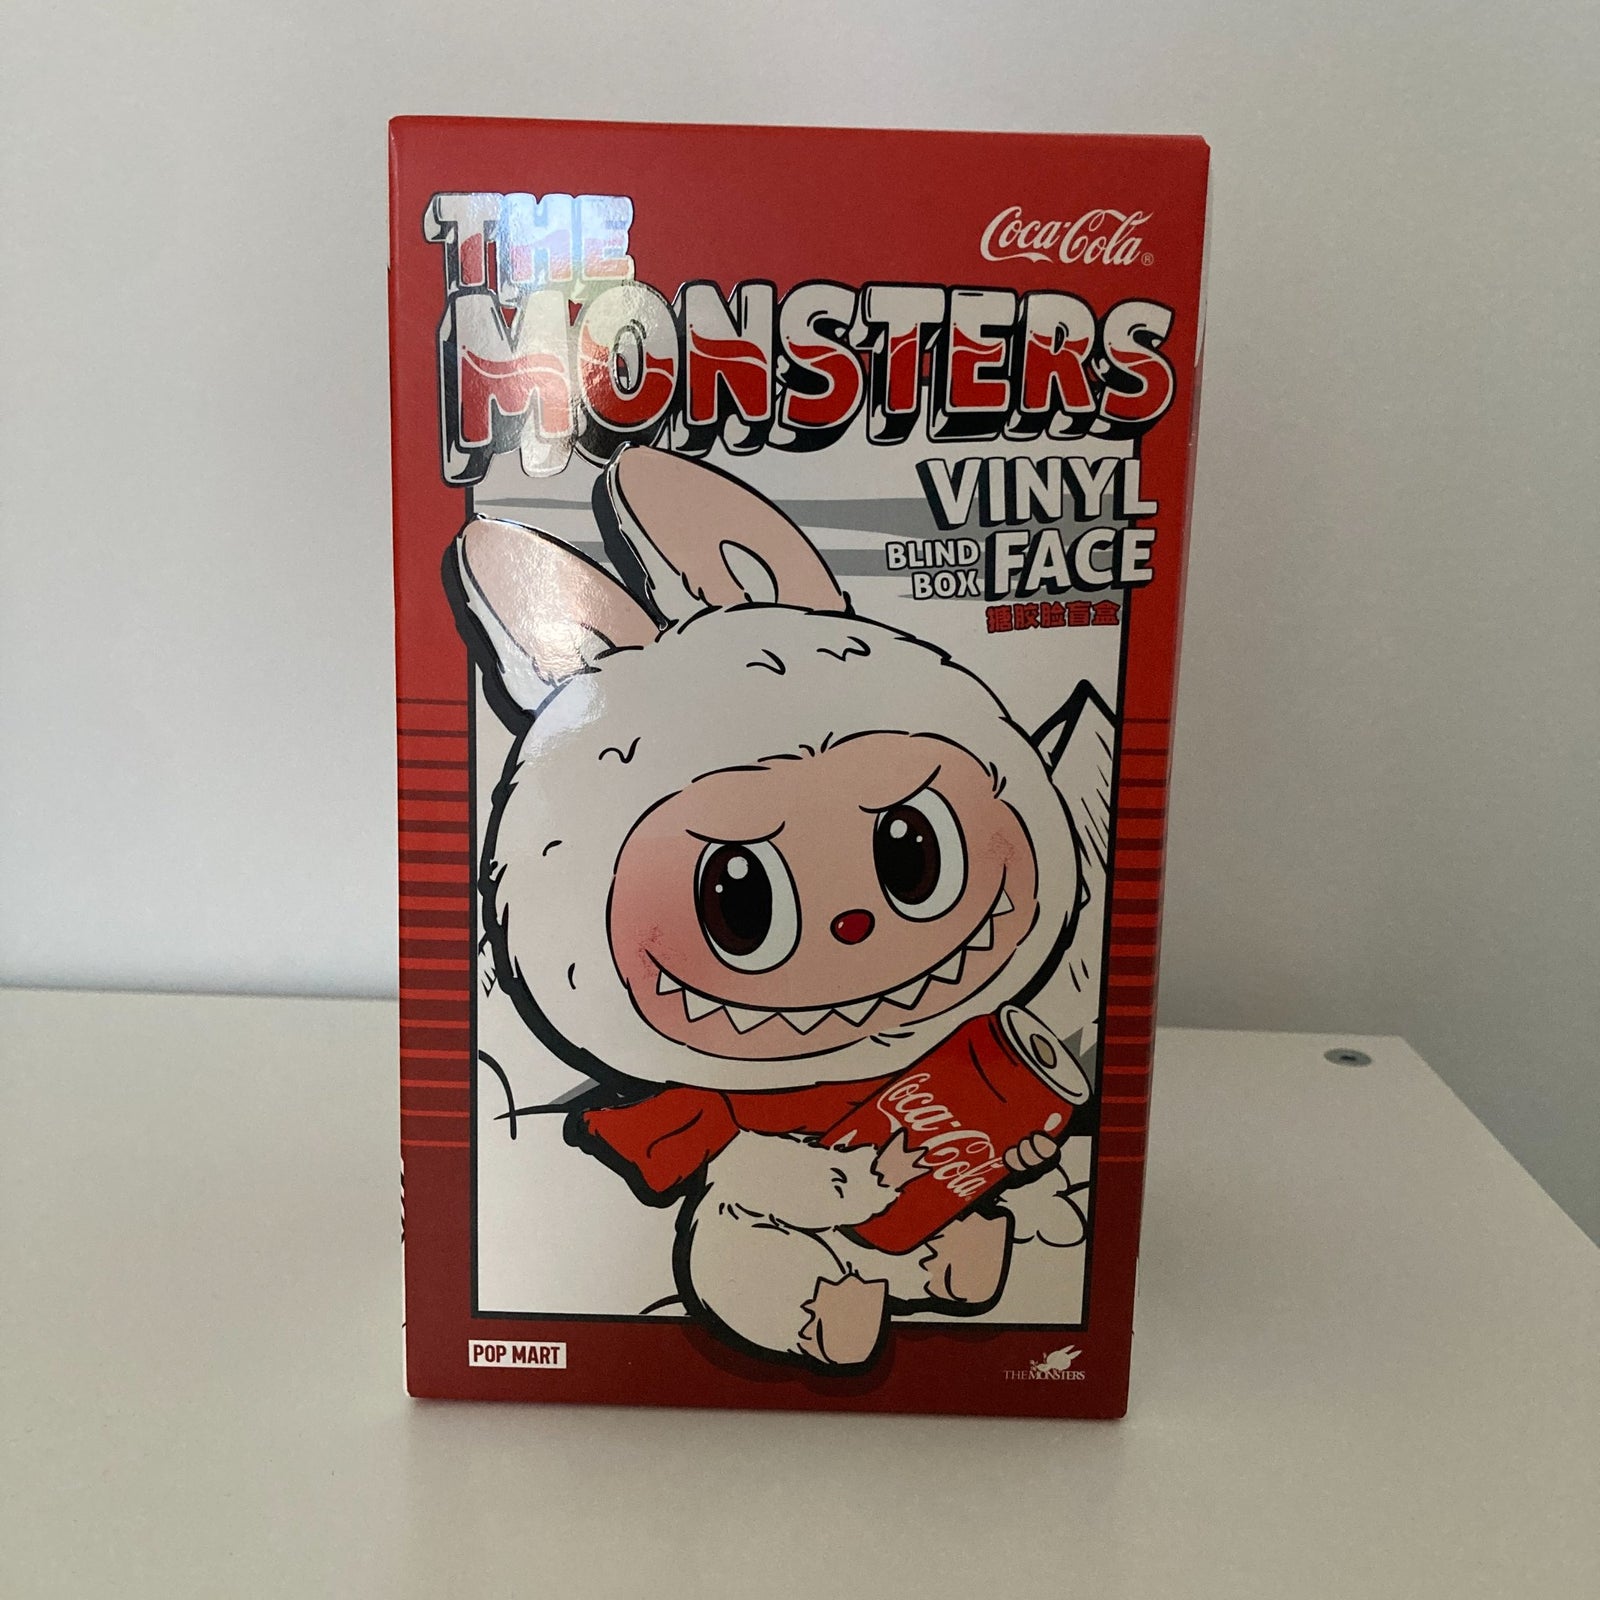 THE
Coca-Cola®
MONSTERS
VINYL
BLIND BOX FACE
搪胶脸盲盒
Coca-Cola
POP MART
THE MONSTERS